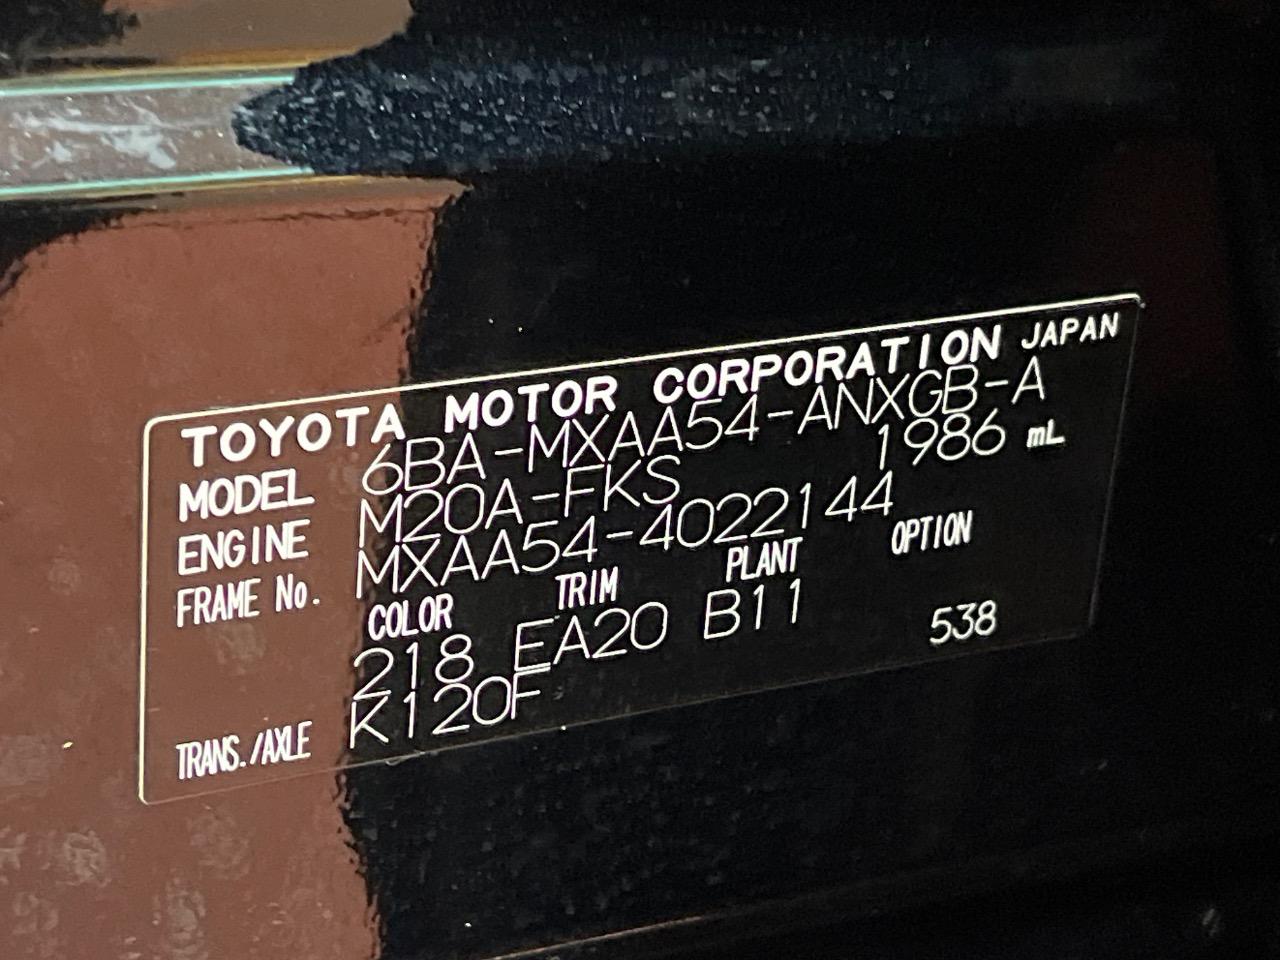 TOYOTA MOTOR CORPORATION JAPAN
MODEL 6BA-MXAA54-ANXGB-A
ENGINE M20A-FKS 1986 mL
FRAME No. MXAA54-4022144
COLOR TRIM PLANT OPTION
218 EA20 B11 538
TRANS./AXLE K120F